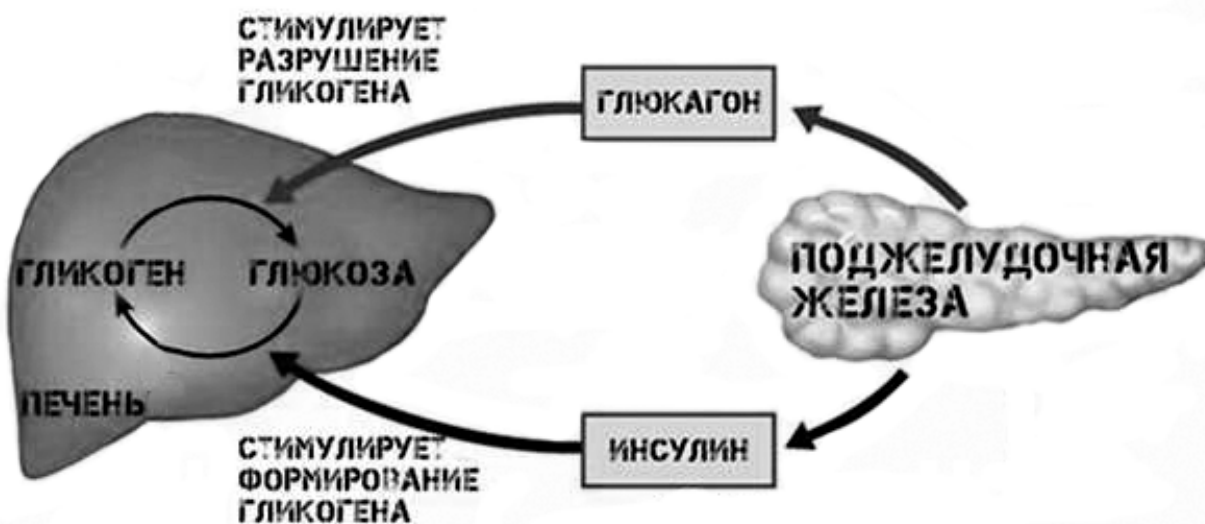 СТИМУЛИРУЕТ
РАЗРУШЕНИЕ
ГЛИКОГЕНА
ГЛЮКАГОН
ГЛИКОГЕН
ГЛЮКОЗА
ПОДЖЕЛУДОЧНАЯ
ЖЕЛЕЗА
ПЕЧЕНЬ
СТИМУЛИРУЕТ
ФОРМИРОВАНИЕ
ГЛИКОГЕНА
ИНСУЛИН